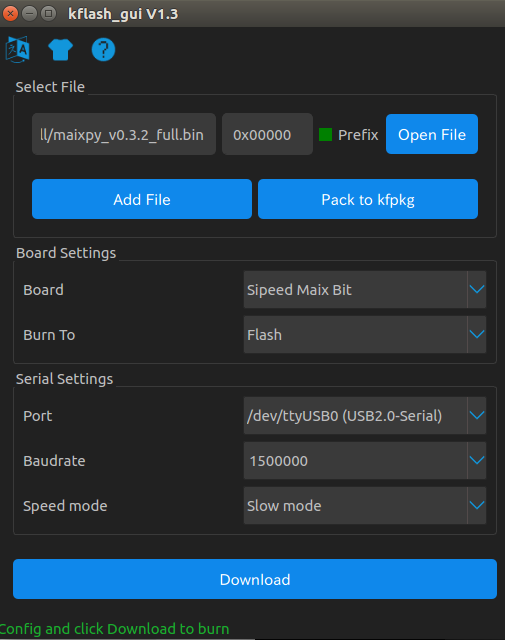 kflash_gui V1.3
Select File
ll/maixpy_v0.3.2_full.bin 0x00000 Prefix Open File
Add File Pack to kfpkg
Board Settings
Board Sipeed Maix Bit
Burn To Flash
Serial Settings
Port /dev/ttyUSB0 (USB2.0-Serial)
Baudrate 1500000
Speed mode Slow mode
Download
Config and click Download to burn